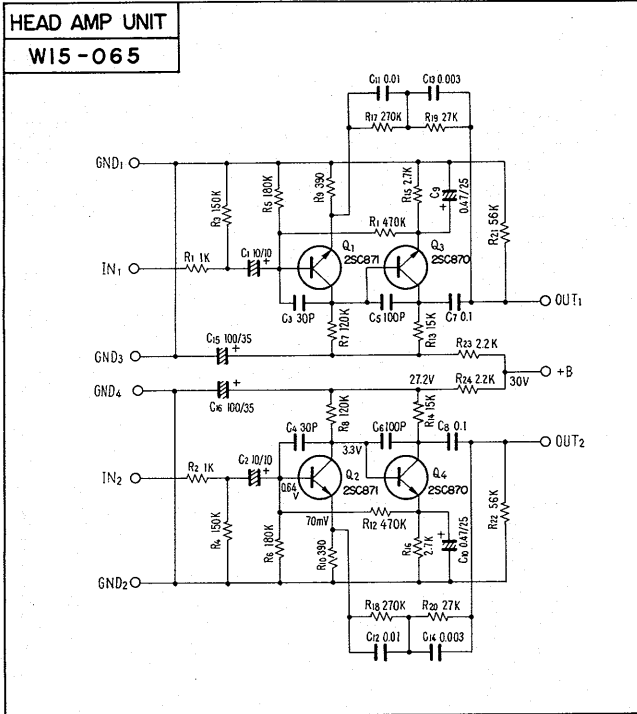 HEAD AMP UNIT
W15-065
C11 0.01
C13 0.003
R17 270K
R19 27K
GND1
R3 150K
R5 180K
R9 390
R15 2.7K
C9 0.47/25
+
R1 470K
R21 56K
IN1
R1 1K
C1 10/10
+
Q1
2SC871
Q3
2SC870
C3 30P
C5 100P
C7 0.1
OUT1
R7 120K
R13 15K
C15 100/35
+
R23 2.2K
GND3
+B
R24 2.2K
30V
GND4
+
27.2V
C16 100/35
R8 120K
R14 15K
C4 30P
C6 100P
C8 0.1
OUT2
3.3V
IN2
R2 1K
C2 10/10
+
Q2
2SC871
Q4
2SC870
0.64
V
R4 150K
R6 180K
70mV
R12 470K
R10 390
R16 2.7K
+
C10 0.47/25
R22 56K
GND2
R18 270K
R20 27K
C12 0.01
C14 0.003